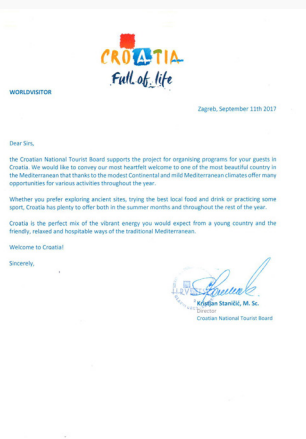 CROATIA
Full of life
WORLDVISITOR
Zagreb, September 11th 2017
Dear Sirs,
the Croatian National Tourist Board supports the project for organising programs for your guests in
Croatia. We would like to convey our most heartfelt welcome to one of the most beautiful country in
the Mediterranean that thanks to the modest Continental and mild Mediterranean climates offer many
opportunities for various activities throughout the year.
Whether you prefer exploring ancient sites, trying the best local food and drink or practicing some
sport, Croatia has plenty to offer both in the summer months and throughout the rest of the year.
Croatia is the perfect mix of the vibrant energy you would expect from a young country and the
friendly, relaxed and hospitable ways of the traditional Mediterranean.
Welcome to Croatia!
Sincerely,
Kristjan Staničić, M. Sc.
Director
Croatian National Tourist Board